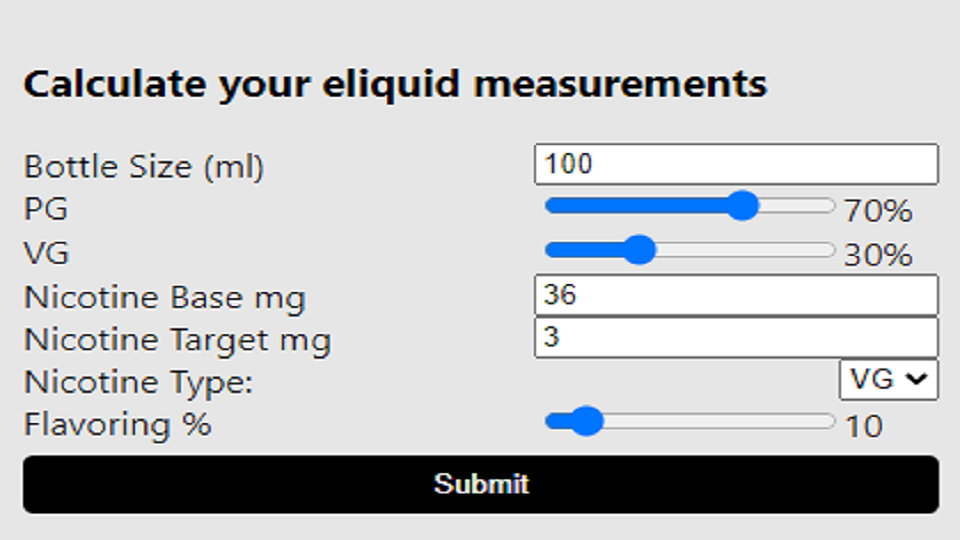 Calculate your eliquid measurements
Bottle Size (ml) 100
PG 70%
VG 30%
Nicotine Base mg 36
Nicotine Target mg 3
Nicotine Type: VG
Flavoring % 10
Submit